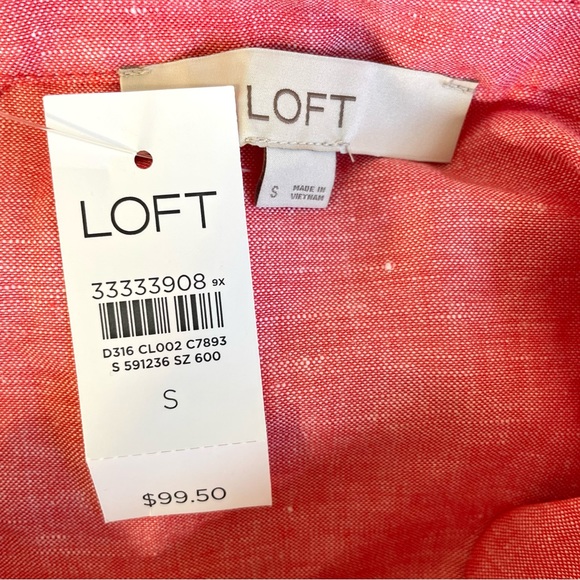 LOFT
S MADE IN
VIETNAM
LOFT
33333908 9X
D316 CL002 C7893
S 591236 SZ 600
S
$99.50